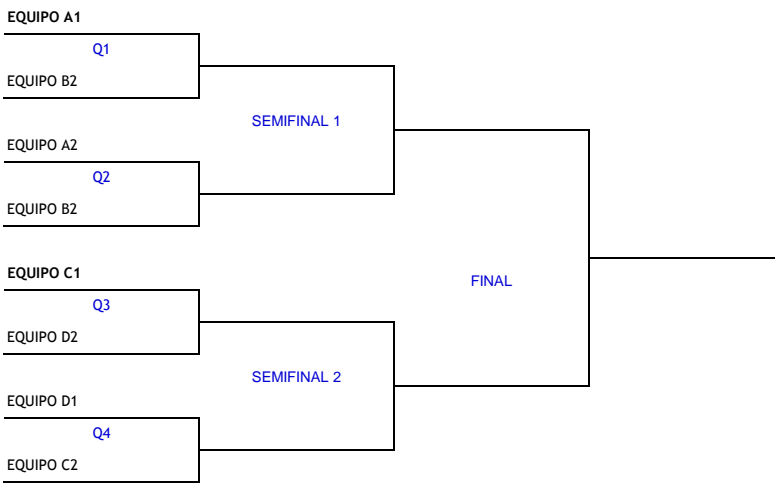 EQUIPO A1
Q1
EQUIPO B2
SEMIFINAL 1
EQUIPO A2
Q2
EQUIPO B2
EQUIPO C1
FINAL
Q3
EQUIPO D2
SEMIFINAL 2
EQUIPO D1
Q4
EQUIPO C2